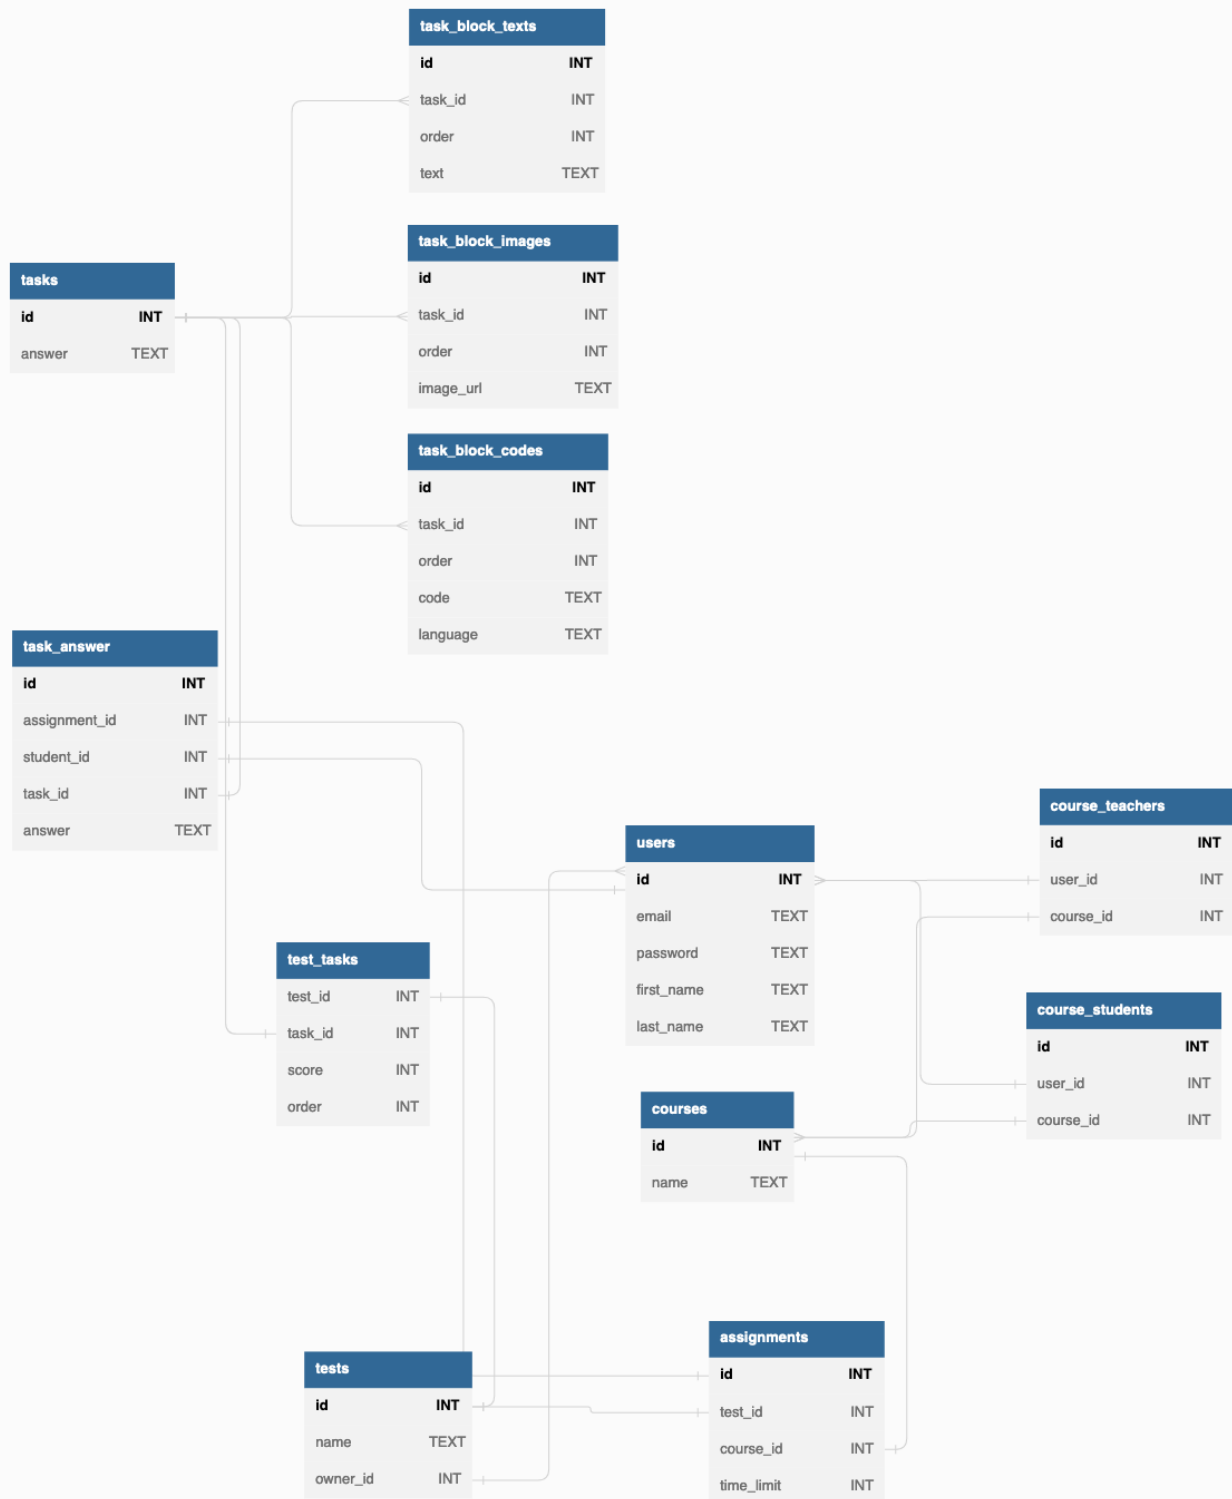 task_block_texts
id INT
task_id INT
order INT
text TEXT
task_block_images
id INT
task_id INT
order INT
image_url TEXT
tasks
id INT
answer TEXT
task_block_codes
id INT
task_id INT
order INT
code TEXT
language TEXT
task_answer
id INT
assignment_id INT
student_id INT
task_id INT
answer TEXT
course_teachers
id INT
user_id INT
course_id INT
users
id INT
email TEXT
password TEXT
first_name TEXT
last_name TEXT
test_tasks
test_id INT
task_id INT
score INT
order INT
course_students
id INT
user_id INT
course_id INT
courses
id INT
name TEXT
assignments
id INT
test_id INT
course_id INT
time_limit INT
tests
id INT
name TEXT
owner_id INT